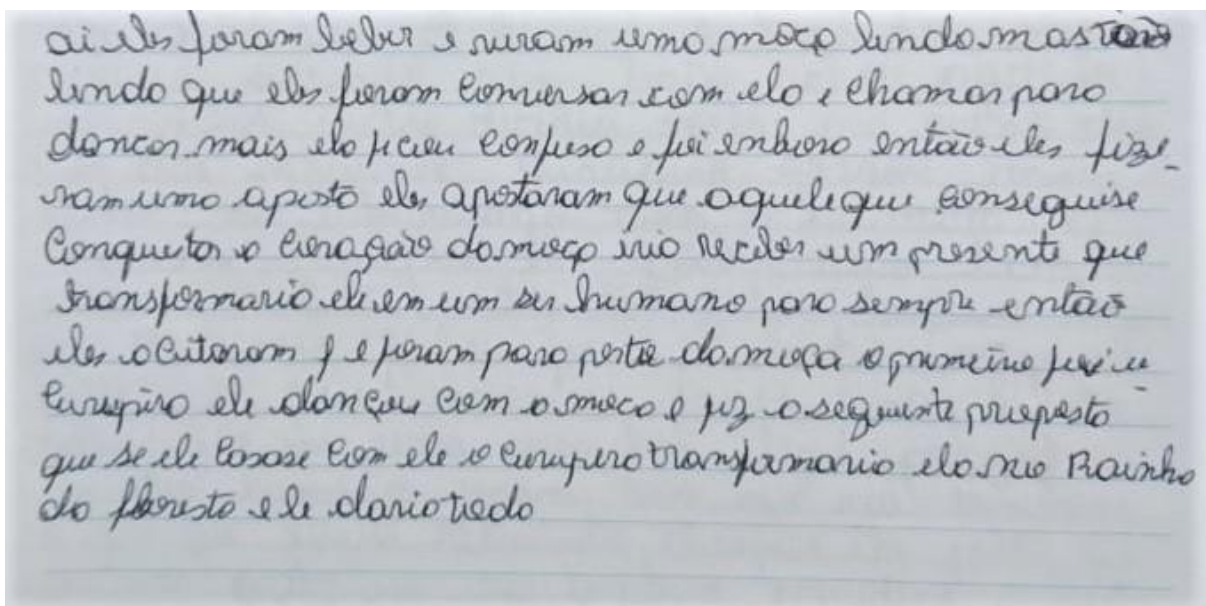 ai eles foram beber e viram uma moça linda mas tão
linda que eles foram conversar com ela e chamar para
dancar mais ela ficou confusa e foi enbora então eles fize-
ram uma aposta eles apostaram que aquele que conseguise
Conquetar o coração da moça iria receber um presente que
transformaria ele em um ser humano para sempre então
eles aceitaram e foram para perto da moça o primeiro foi o
Curupira ele dançou com a moca e fez a seguinte proposta
que se ela casase com ele o curupira transformaria ela na Rainha
da floresta e le daria tudo